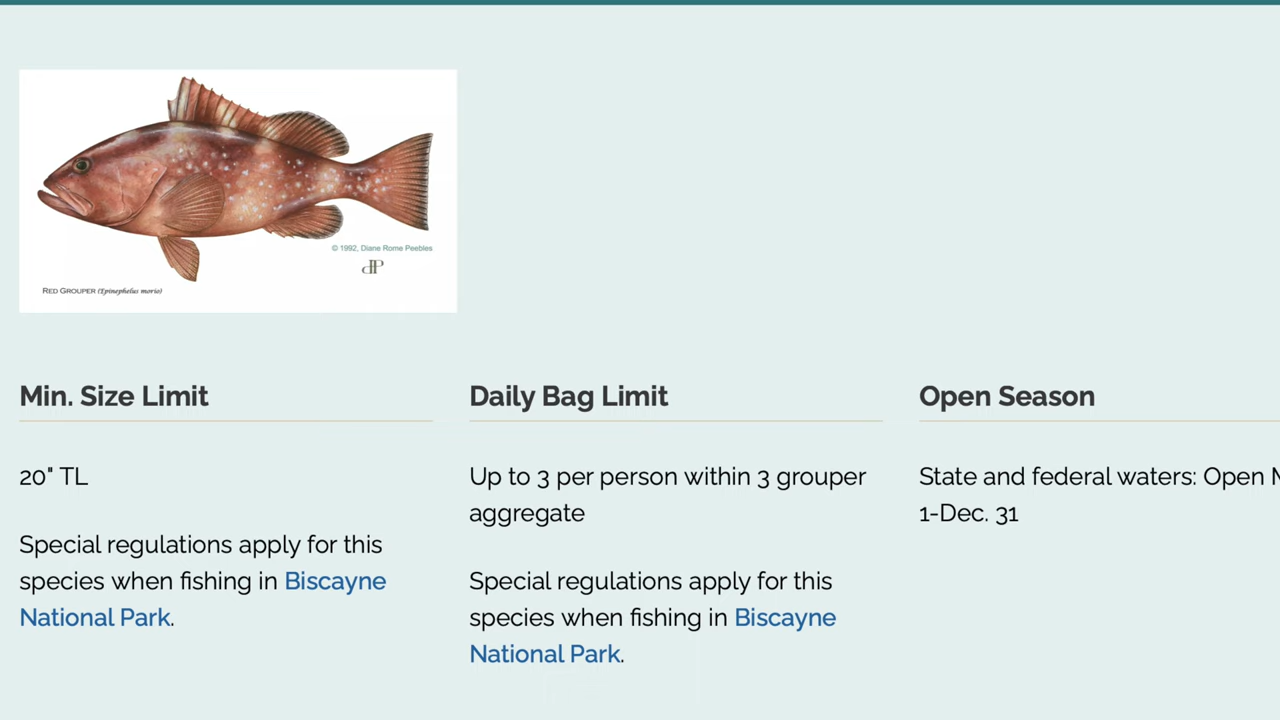 © 1992, Diane Rome Peebles
RED GROUPER (Epinephelus morio)
Min. Size Limit
20" TL
Special regulations apply for this
species when fishing in Biscayne
National Park.
Daily Bag Limit
Up to 3 per person within 3 grouper
aggregate
Special regulations apply for this
species when fishing in Biscayne
National Park.
Open Season
State and federal waters: Open
1-Dec. 31